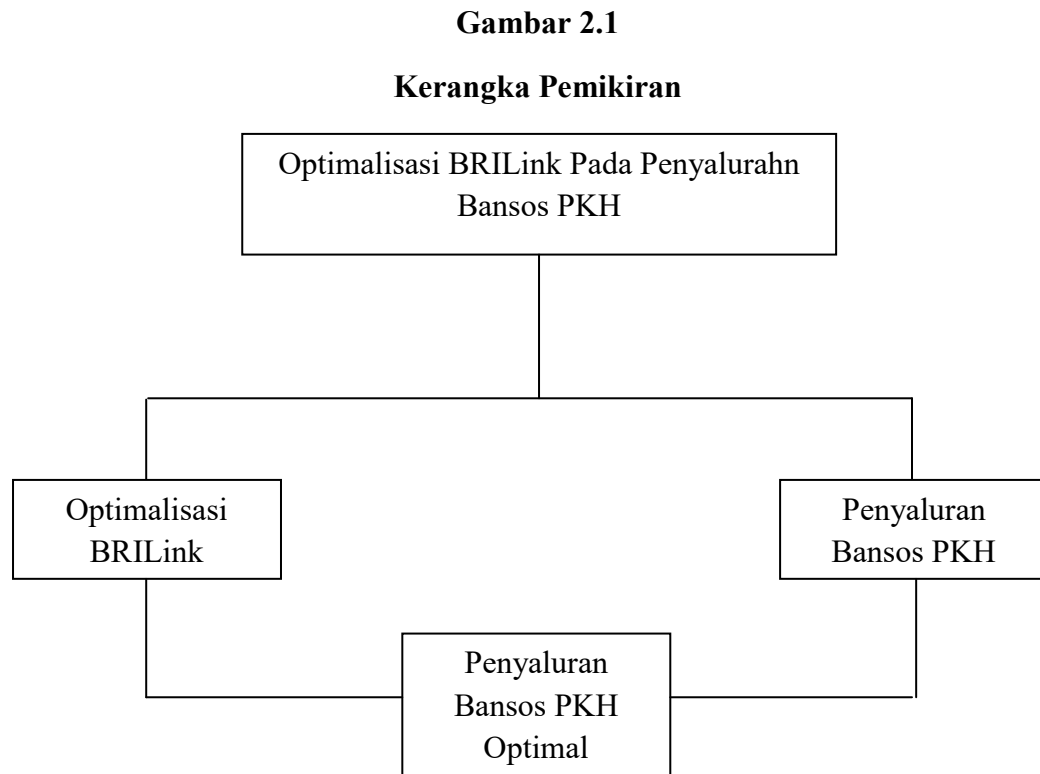 Gambar 2.1
Kerangka Pemikiran
Optimalisasi BRILink Pada Penyalurahn
Bansos PKH
Optimalisasi
BRILink
Penyaluran
Bansos PKH
Penyaluran
Bansos PKH
Optimal